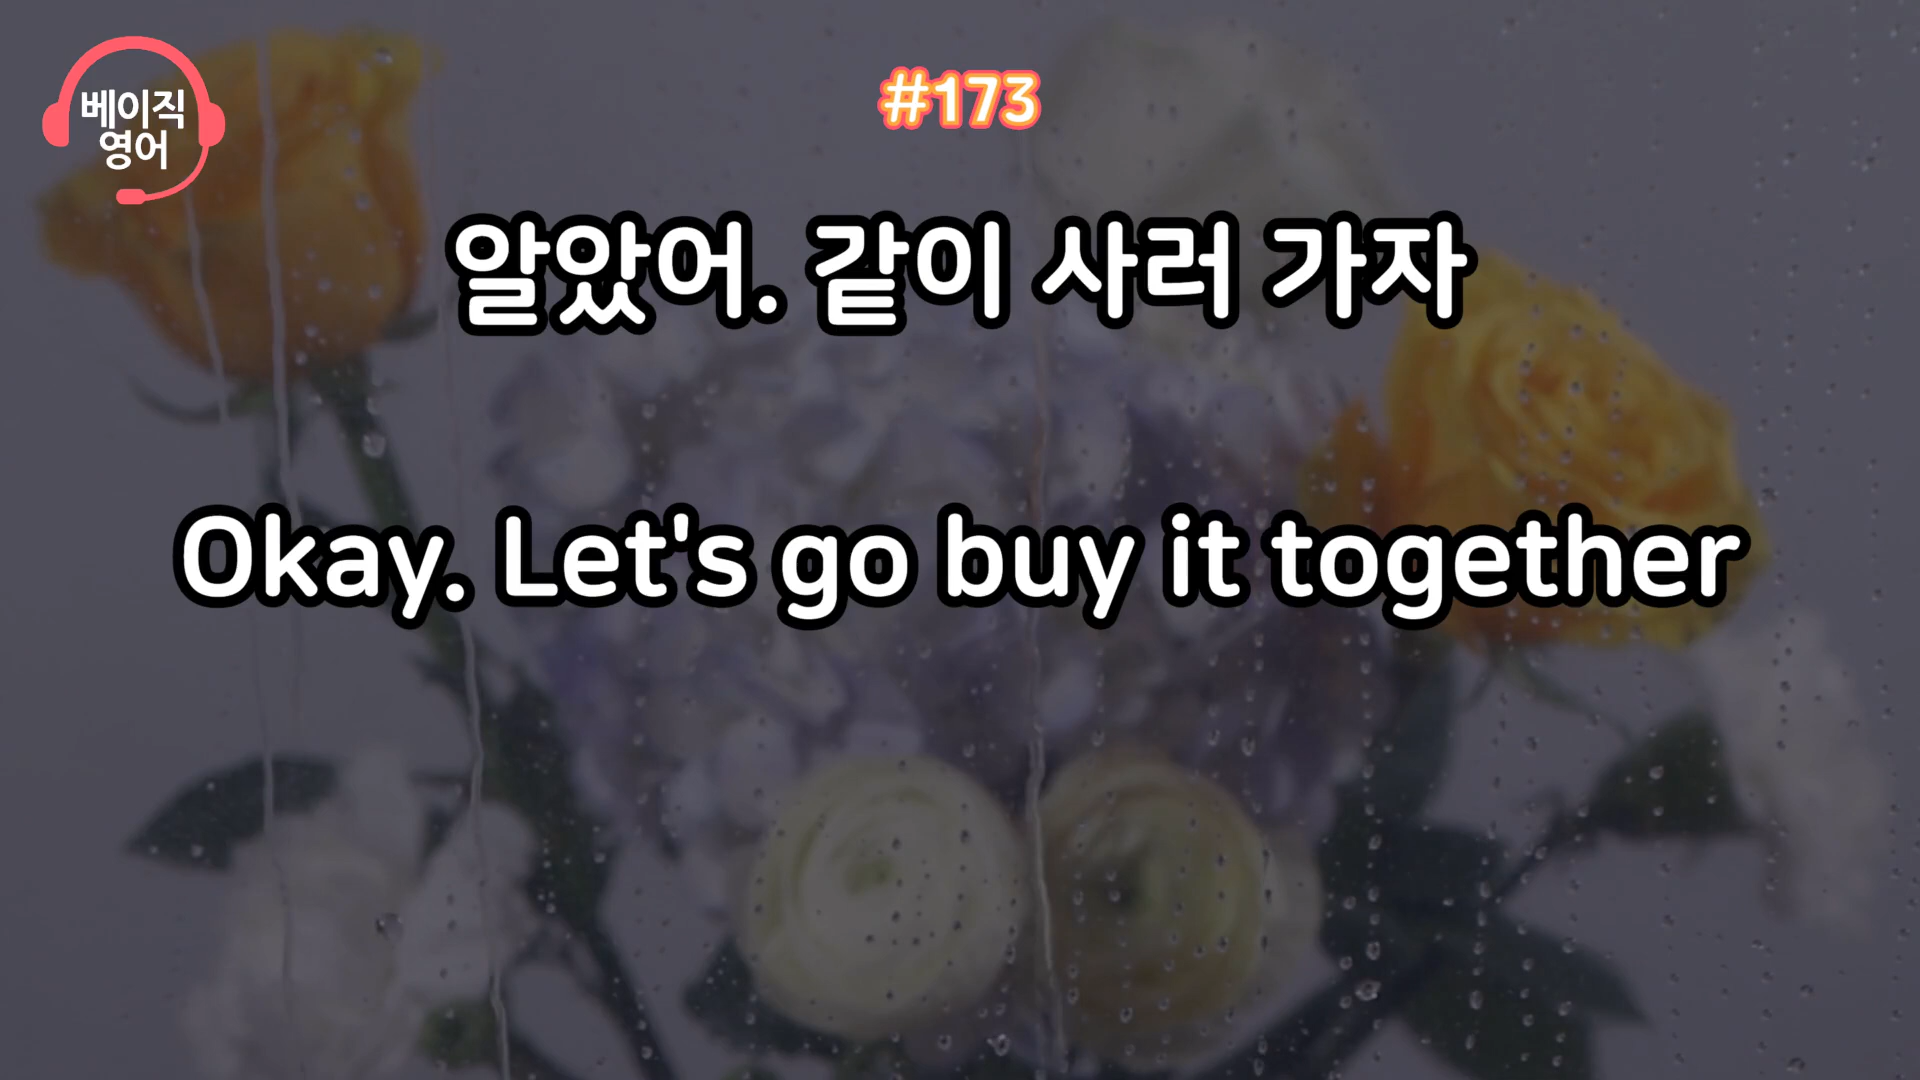 베이직
영어
#173
알았어. 같이 사러 가자
Okay. Let's go buy it together